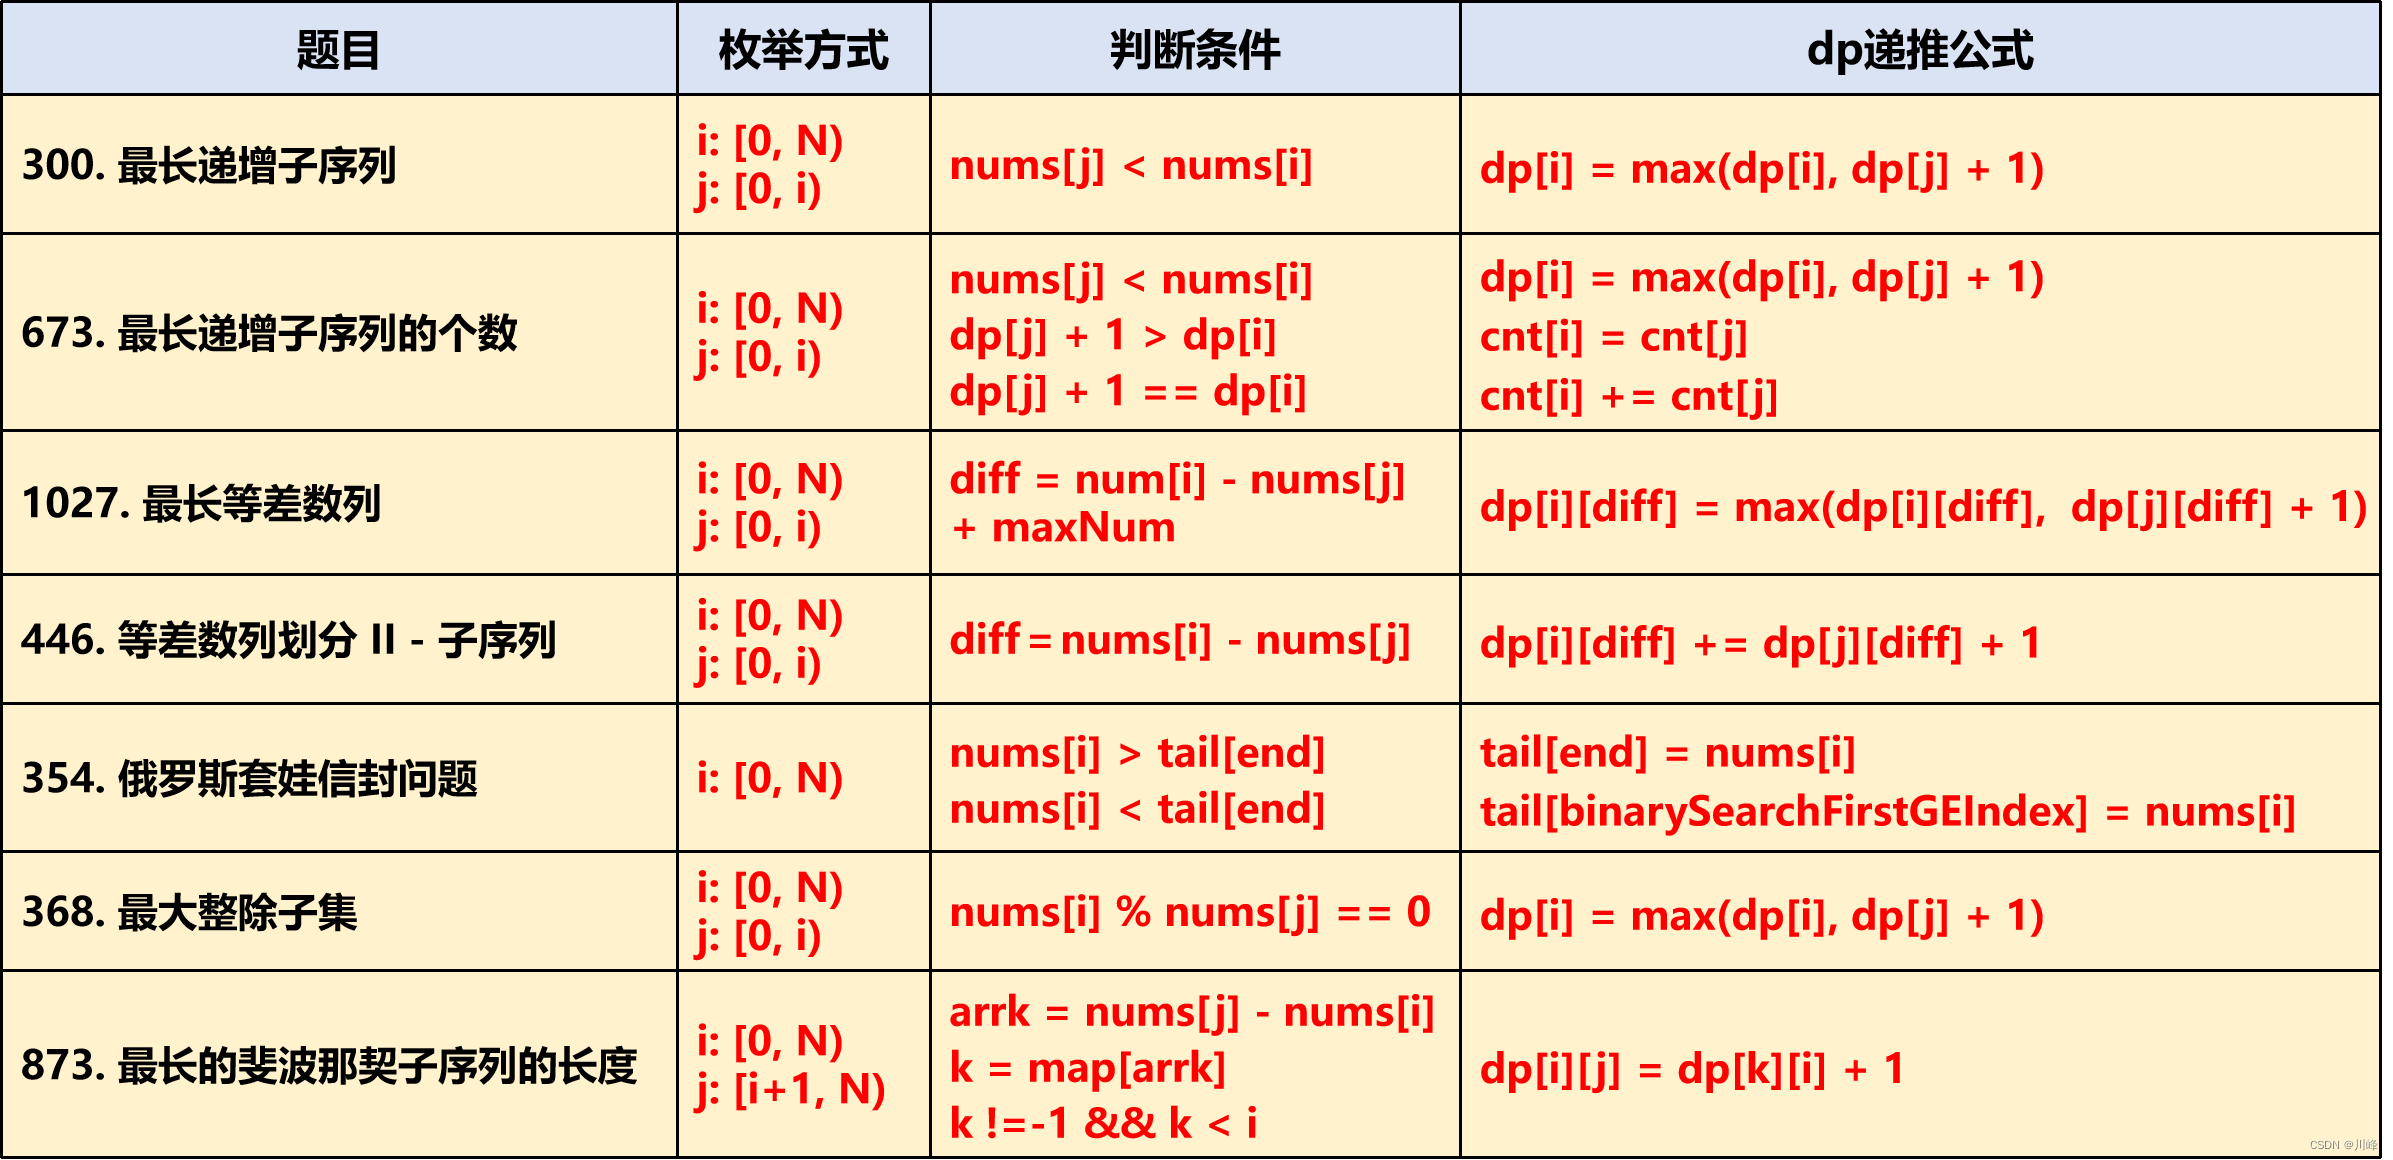 题目 枚举方式 判断条件 dp递推公式
300. 最长递增子序列
i: [0, N)
j: [0, i)
nums[j] < nums[i]
dp[i] = max(dp[i], dp[j] + 1)
673. 最长递增子序列的个数
i: [0, N)
j: [0, i)
nums[j] < nums[i]
dp[j] + 1 > dp[i]
dp[j] + 1 == dp[i]
dp[i] = max(dp[i], dp[j] + 1)
cnt[i] = cnt[j]
cnt[i] += cnt[j]
1027. 最长等差数列
i: [0, N)
j: [0, i)
diff = num[i] - nums[j]
+ maxNum
dp[i][diff] = max(dp[i][diff], dp[j][diff] + 1)
446. 等差数列划分 II - 子序列
i: [0, N)
j: [0, i)
diff = nums[i] - nums[j]
dp[i][diff] += dp[j][diff] + 1
354. 俄罗斯套娃信封问题
i: [0, N)
nums[i] > tail[end]
nums[i] < tail[end]
tail[end] = nums[i]
tail[binarySearchFirstGEIndex] = nums[i]
368. 最大整除子集
i: [0, N)
j: [0, i)
nums[i] % nums[j] == 0
dp[i] = max(dp[i], dp[j] + 1)
873. 最长的斐波那契子序列的长度
i: [0, N)
j: [i+1, N)
arrk = nums[j] - nums[i]
k = map[arrk]
k !=-1 && k < i
dp[i][j] = dp[k][i] + 1
CSDN @川峰